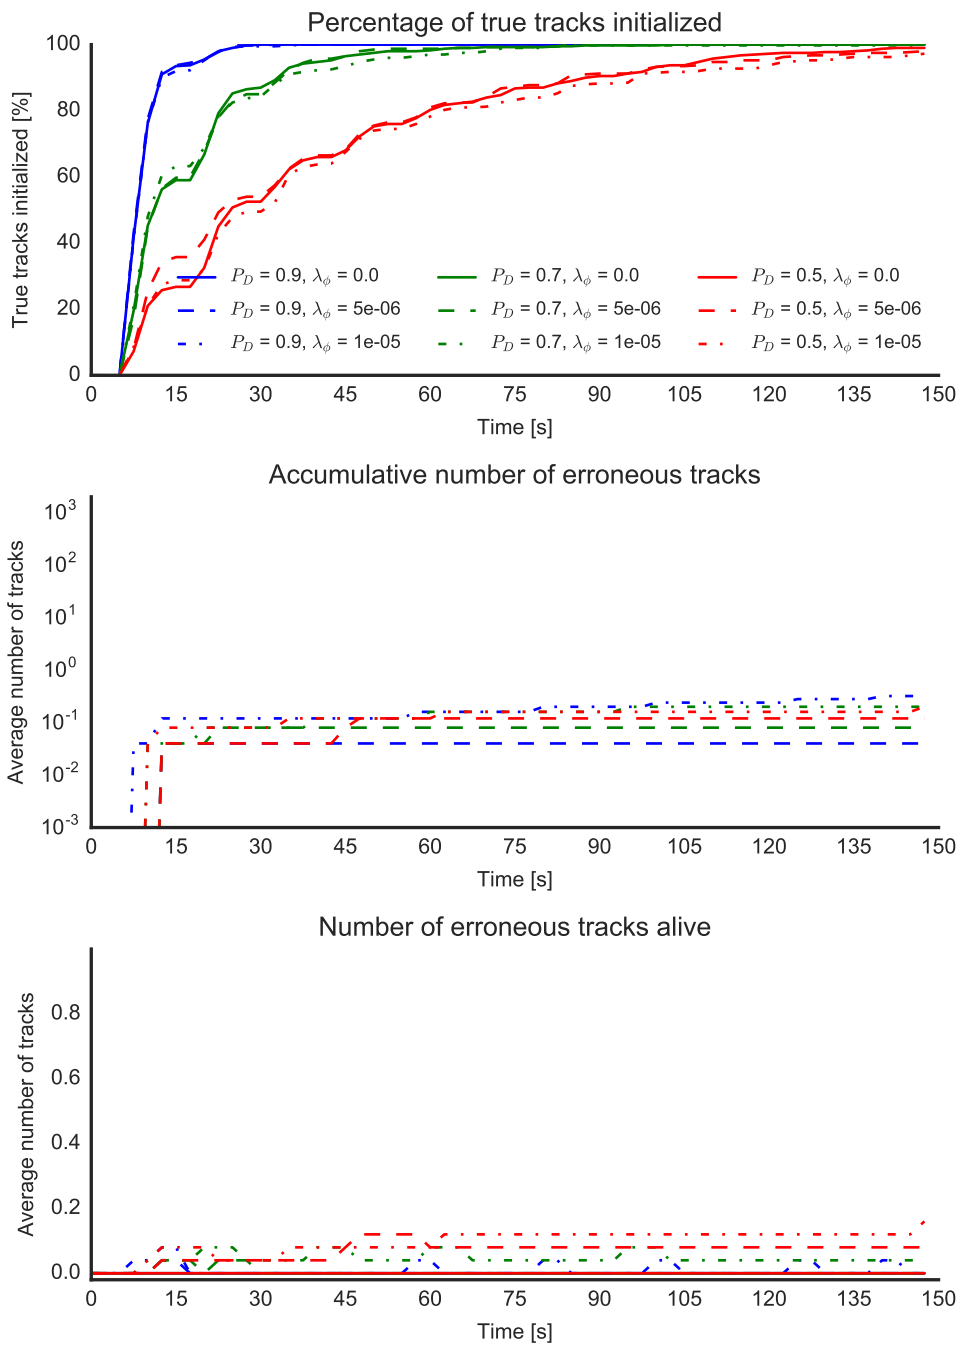 Percentage of true tracks initialized
True tracks initialized [%]
100
80
60
40
20
0
P_D = 0.9, λ_ϕ = 0.0
P_D = 0.7, λ_ϕ = 0.0
P_D = 0.5, λ_ϕ = 0.0
P_D = 0.9, λ_ϕ = 5e-06
P_D = 0.7, λ_ϕ = 5e-06
P_D = 0.5, λ_ϕ = 5e-06
P_D = 0.9, λ_ϕ = 1e-05
P_D = 0.7, λ_ϕ = 1e-05
P_D = 0.5, λ_ϕ = 1e-05
0 15 30 45 60 75 90 105 120 135 150
Time [s]
Accumulative number of erroneous tracks
Average number of tracks
10^3
10^2
10^1
10^0
10^-1
10^-2
10^-3
0 15 30 45 60 75 90 105 120 135 150
Time [s]
Number of erroneous tracks alive
Average number of tracks
0.8
0.6
0.4
0.2
0.0
0 15 30 45 60 75 90 105 120 135 150
Time [s]